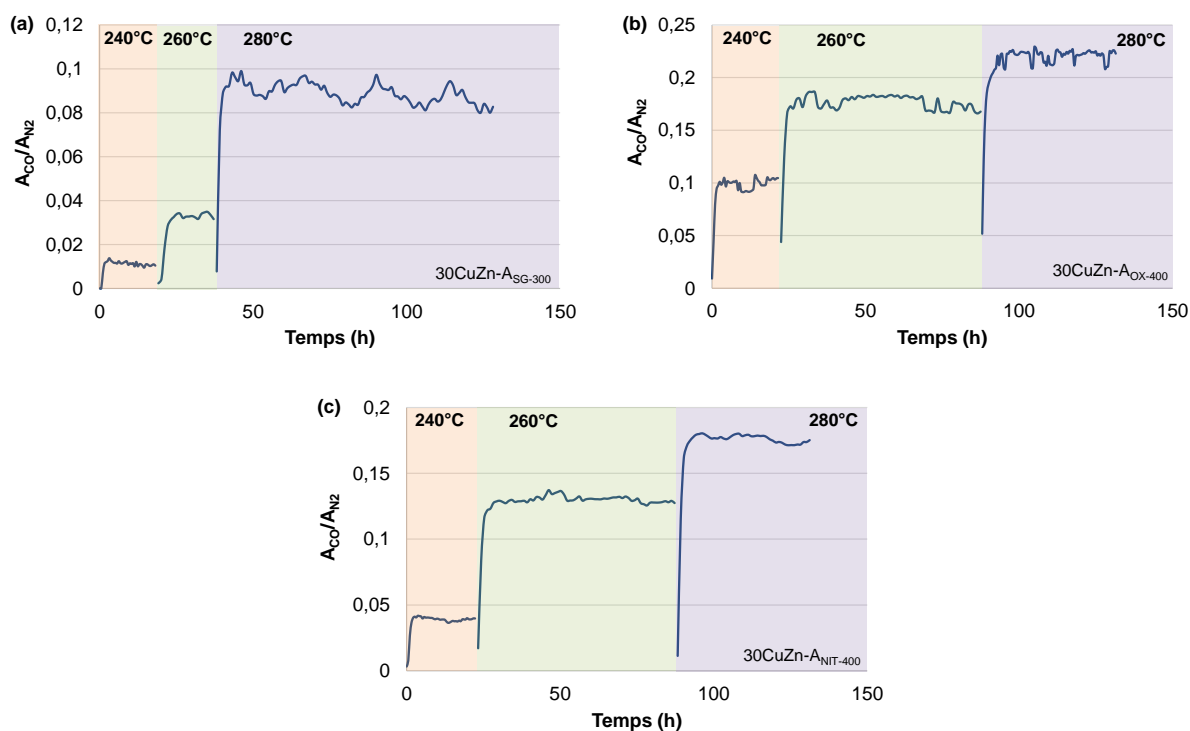 (a)
0,12
0,1
0,08
0,06
0,04
0,02
0
240°C 260°C 280°C
A_CO/A_N2
30CuZn-A_SG-300
0 50 100 150
Temps (h)
(b)
0,25
0,2
0,15
0,1
0,05
0
240°C 260°C 280°C
A_CO/A_N2
30CuZn-A_OX-400
0 50 100 150
Temps (h)
(c)
0,2
0,15
0,1
0,05
0
240°C 260°C 280°C
A_CO/A_N2
30CuZn-A_NIT-400
0 50 100 150
Temps (h)